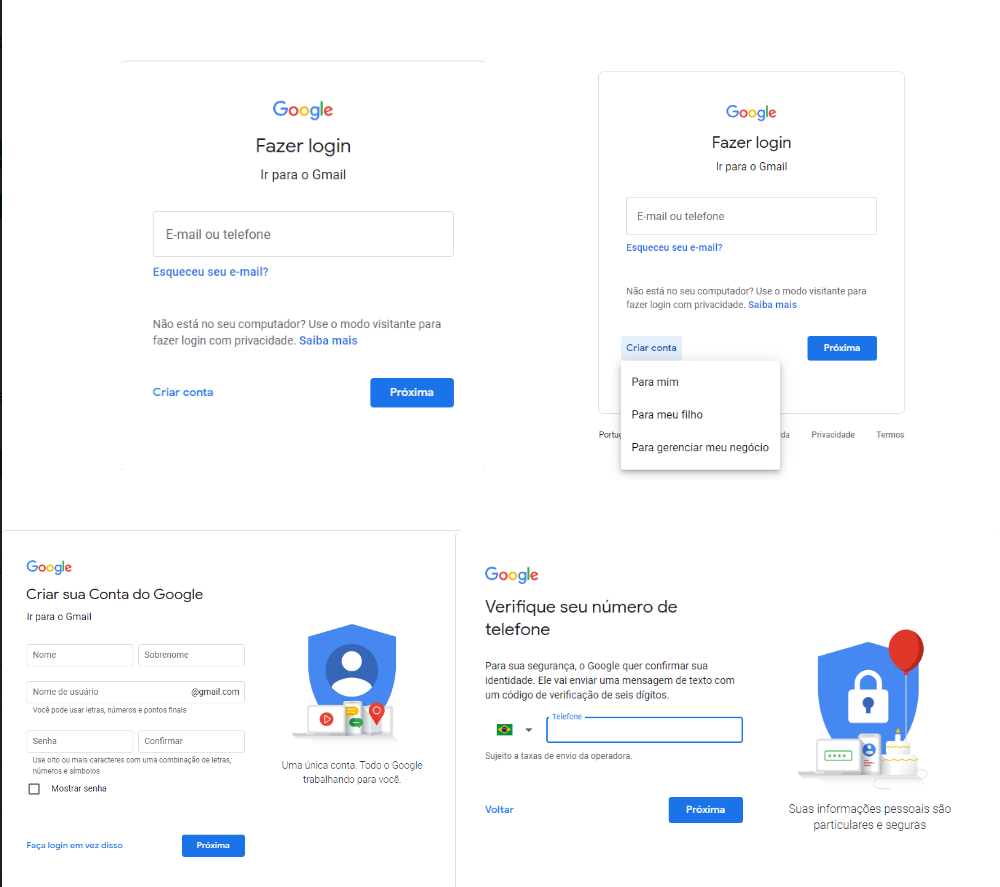 Google
Fazer login
Ir para o Gmail
E-mail ou telefone
Esqueceu seu e-mail?
Não está no seu computador? Use o modo visitante para
fazer login com privacidade. Saiba mais
Criar conta
Próxima
Google
Fazer login
Ir para o Gmail
E-mail ou telefone
Esqueceu seu e-mail?
Não está no seu computador? Use o modo visitante para
fazer login com privacidade. Saiba mais
Criar conta
Próxima
Para mim
Para meu filho
Para gerenciar meu negócio
Privacidade
Termos
Google
Criar sua Conta do Google
Ir para o Gmail
Nome
Sobrenome
Nome de usuário
@gmail.com
Você pode usar letras, números e pontos finais
Senha
Confirmar
Use oito ou mais caracteres com uma combinação de letras,
números e símbolos
Mostrar senha
Faça login em vez disso
Próxima
Uma única conta. Todo o Google
trabalhando para você.
Google
Verifique seu número de
telefone
Para sua segurança, o Google quer confirmar sua
identidade. Ele vai enviar uma mensagem de texto com
um código de verificação de seis dígitos.
Telefone
Sujeito a taxas de envio da operadora.
Voltar
Próxima
Suas informações pessoais são
particulares e seguras